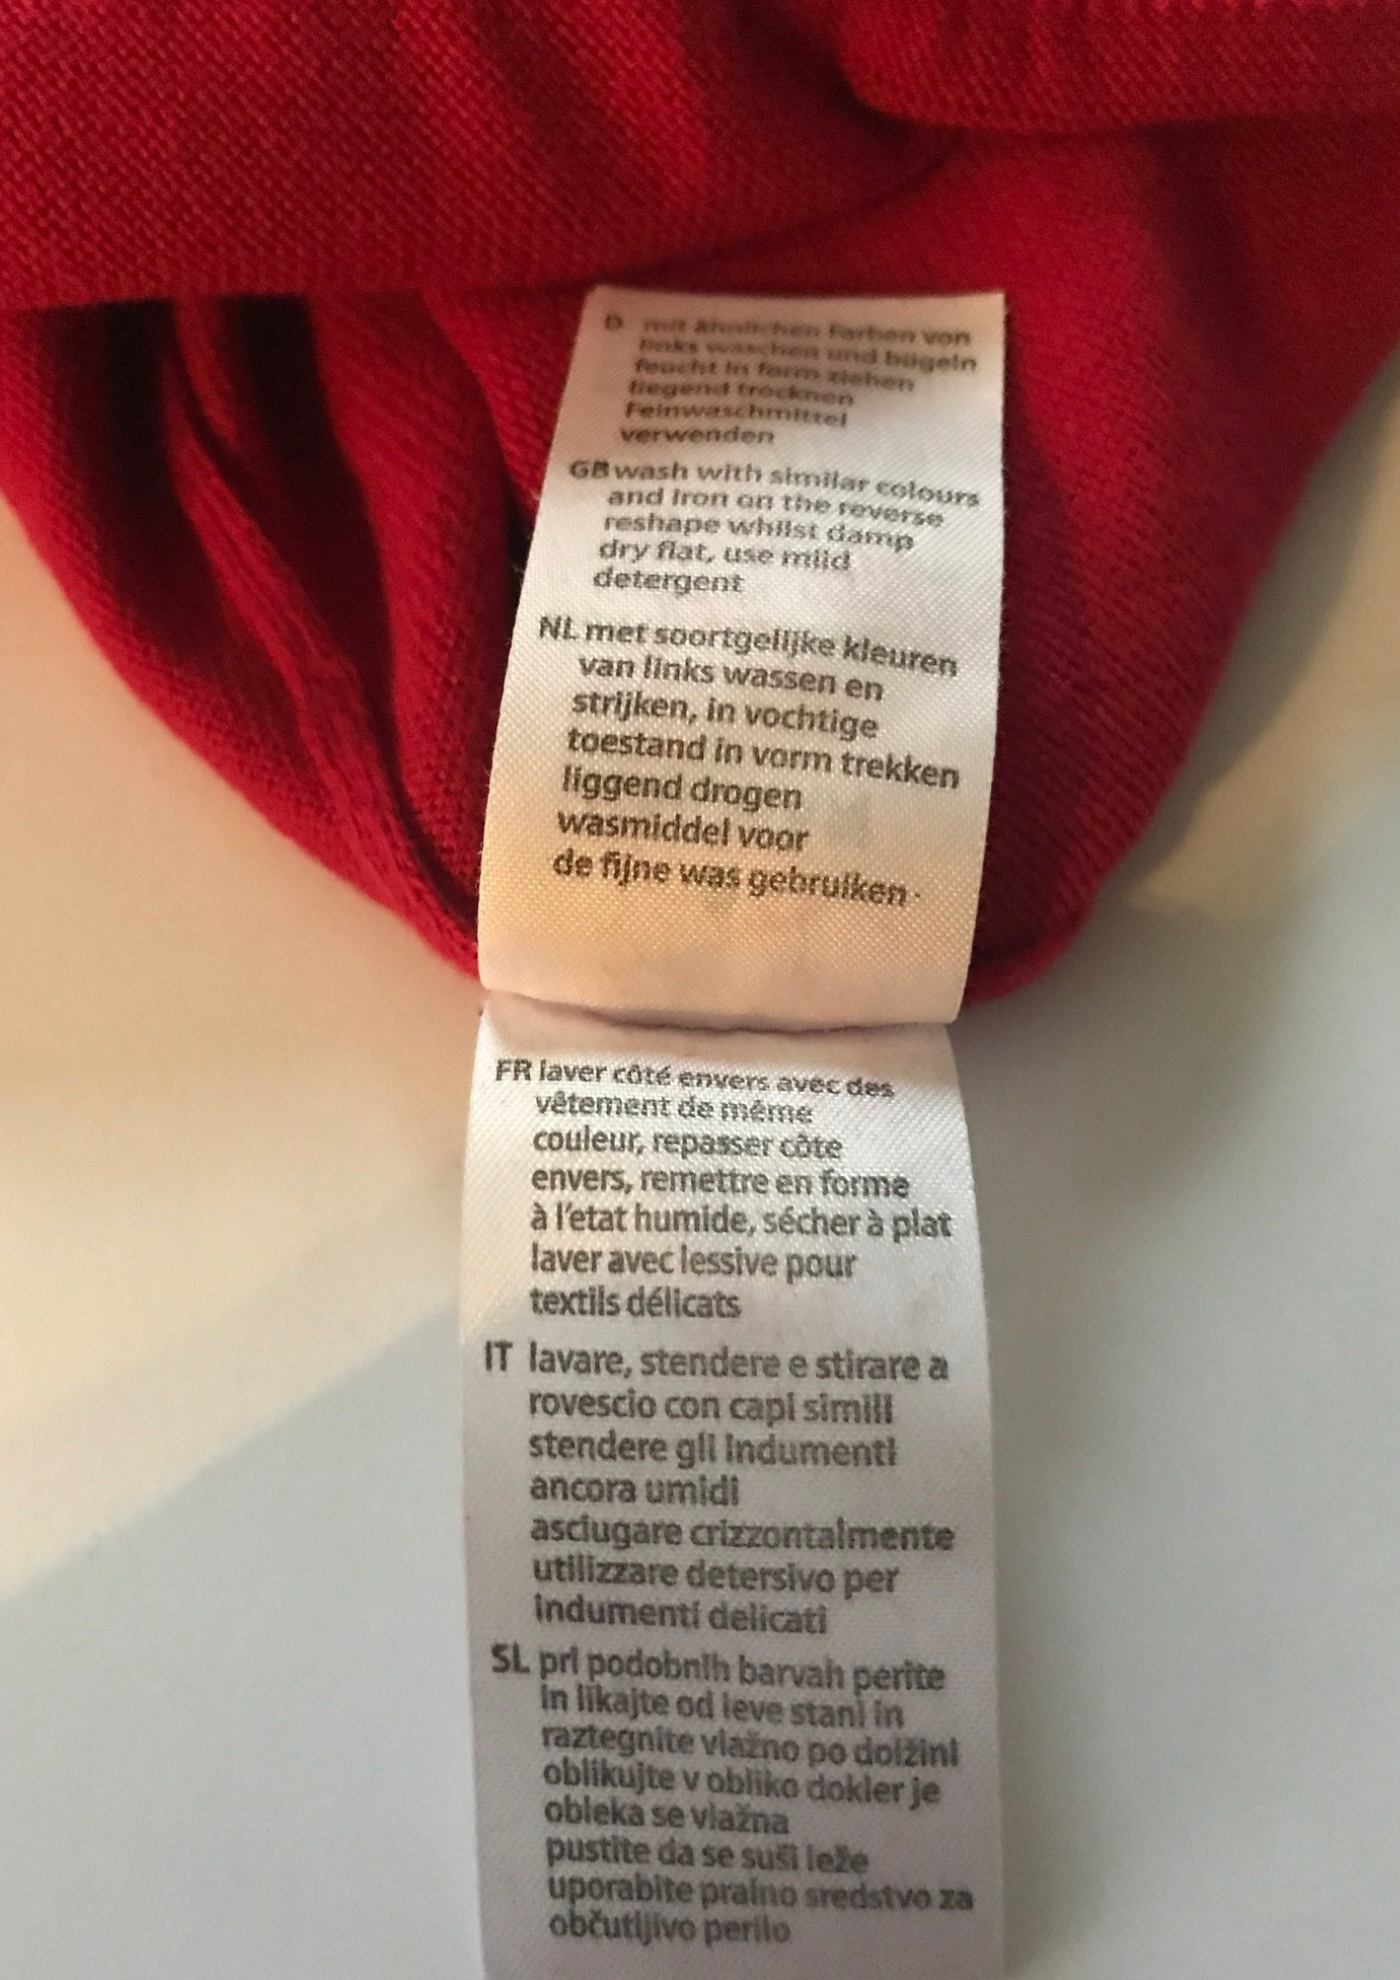 D mit ähnlichen Farben von
links waschen und bügeln
feucht in form ziehen
liegend trocknen
Feinwaschmittel
verwenden
GB wash with similar colours
and iron on the reverse
reshape whilst damp
dry flat, use mild
detergent
NL met soortgelijke kleuren
van links wassen en
strijken, in vochtige
toestand in vorm trekken
liggend drogen
wasmiddel voor
de fijne was gebruiken
FR laver côté envers avec des
vêtement de même
couleur, repasser côte
envers, remettre en forme
à l'etat humide, sécher à plat
laver avec lessive pour
textils délicats
IT lavare, stendere e stirare a
rovescio con capi simili
stendere gli indumenti
ancora umidi
asciugare crizzontalmente
utilizzare detersivo per
indumenti delicati
SL pri podobnih barvah perite
in likajte od leve stani in
raztegnite vlažno po dolžini
oblikujte v obliko dokler je
obleka se vlažna
pustite da se suši leže
uporabite pralno sredstvo za
občutljivo perilo